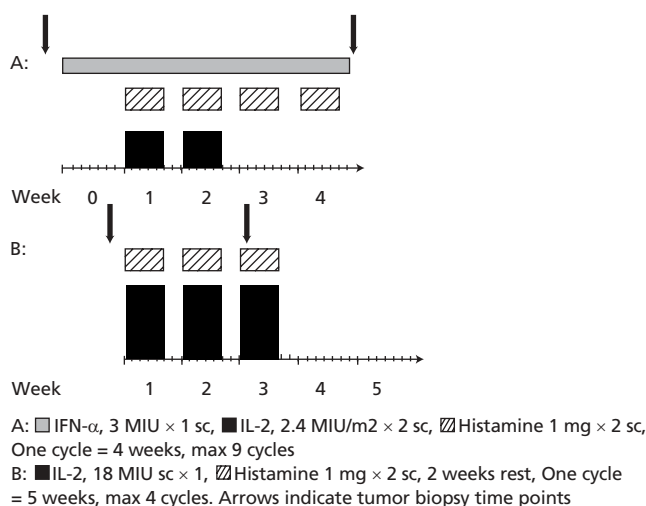 A:
Week 0 1 2 3 4
B:
Week 1 2 3 4 5
A: IFN-α, 3 MIU × 1 sc, IL-2, 2.4 MIU/m2 × 2 sc, Histamine 1 mg × 2 sc,
One cycle = 4 weeks, max 9 cycles
B: IL-2, 18 MIU sc × 1, Histamine 1 mg × 2 sc, 2 weeks rest, One cycle
= 5 weeks, max 4 cycles. Arrows indicate tumor biopsy time points